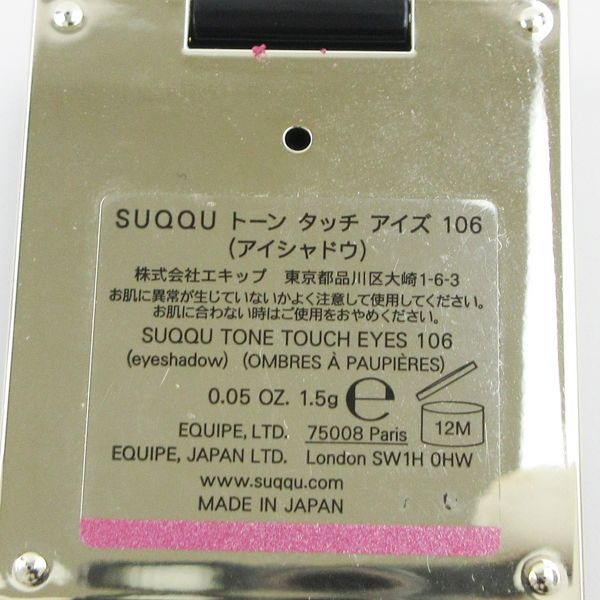 SUQQU トーン タッチ アイズ 106
(アイシャドウ)
株式会社エキップ 東京都品川区大崎1-6-3
お肌に異常が生じていないかよく注意して使用してください。
お肌に合わない時はご使用をおやめください。
SUQQU TONE TOUCH EYES 106
(eyeshadow) (OMBRES À PAUPIÈRES)
0.05 OZ. 1.5g ℮
12M
EQUIPE, LTD. 75008 Paris
EQUIPE, JAPAN LTD. London SW1H 0HW
www.suqqu.com
MADE IN JAPAN